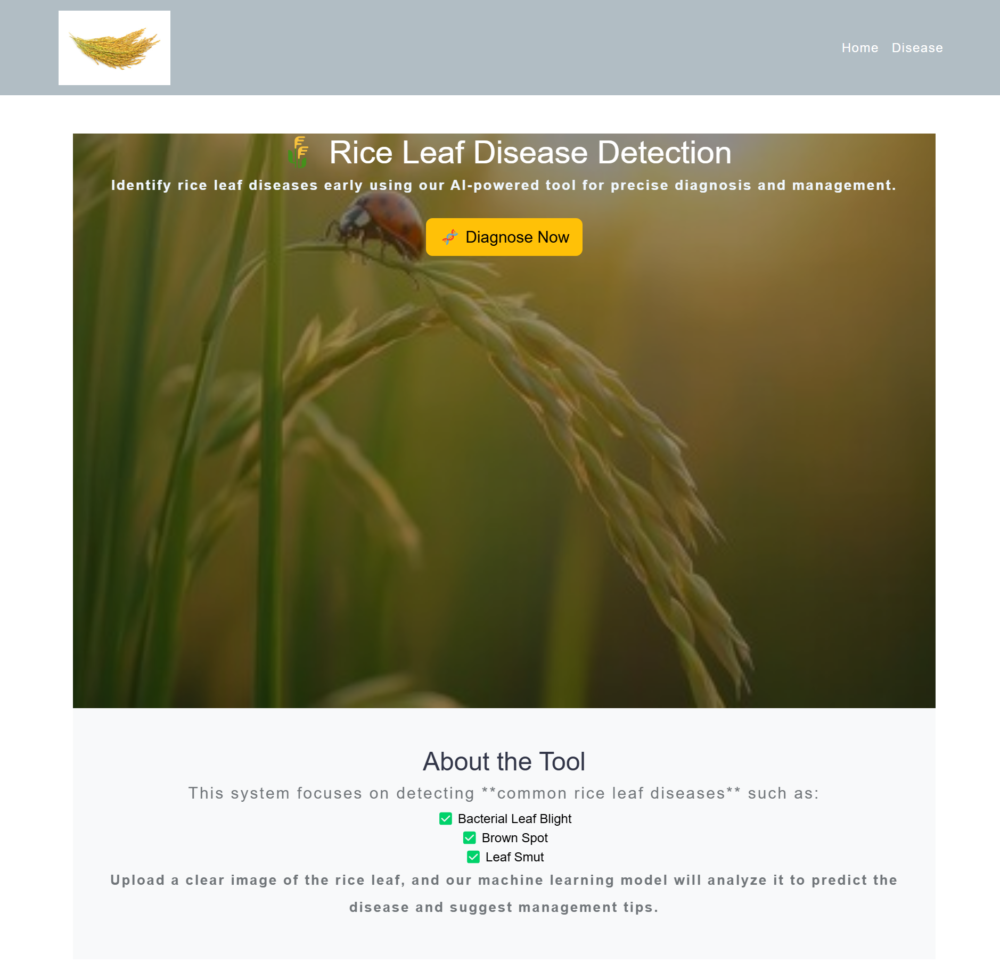 Home Disease
Rice Leaf Disease Detection
Identify rice leaf diseases early using our AI-powered tool for precise diagnosis and management.
Diagnose Now
About the Tool
This system focuses on detecting **common rice leaf diseases** such as:
Bacterial Leaf Blight
Brown Spot
Leaf Smut
Upload a clear image of the rice leaf, and our machine learning model will analyze it to predict the
disease and suggest management tips.